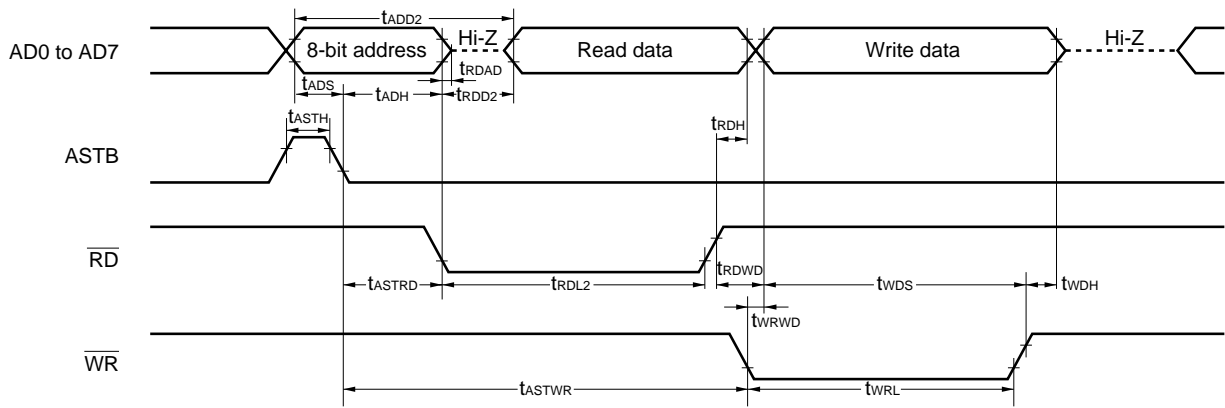 tADD2
AD0 to AD7 8-bit address Hi-Z Read data Write data Hi-Z
tRDAD
tADS tADH tRDD2
tASTH tRDH
ASTB
RD
tASTRD tRDL2 tRDWD tWDS tWDH
tWRWD
WR
tASTWR tWRL